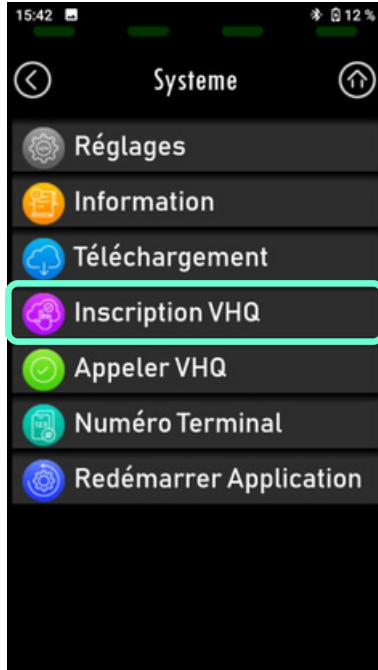 15:42 12 %
Systeme
Réglages
Information
Téléchargement
Inscription VHQ
Appeler VHQ
Numéro Terminal
Redémarrer Application